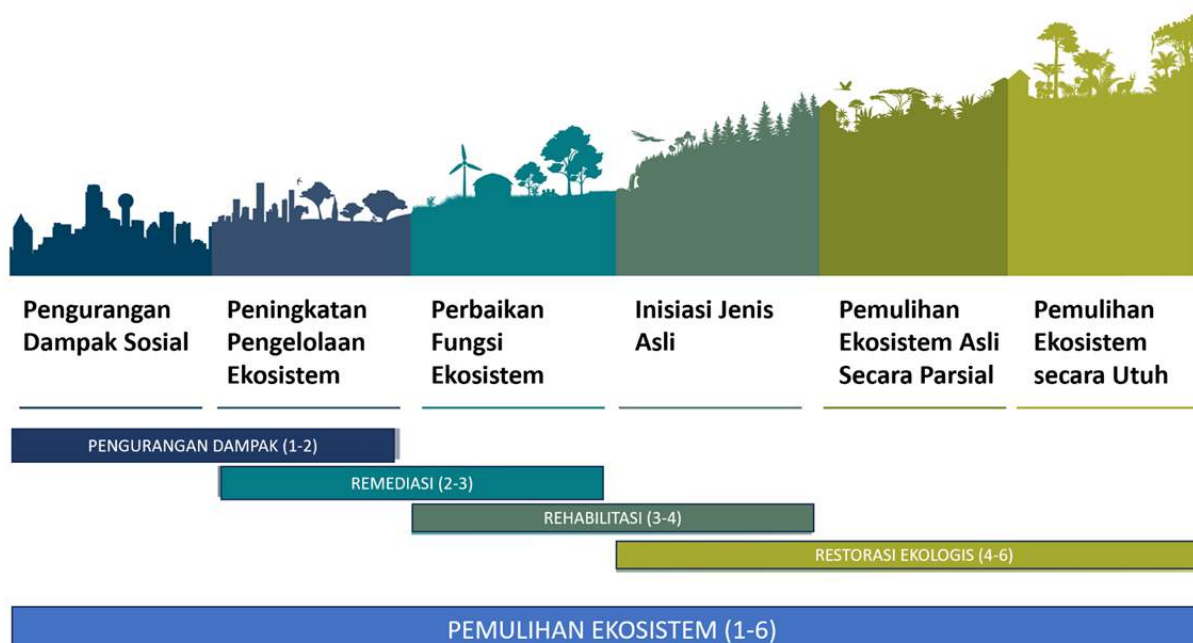 Pengurangan
Dampak Sosial
Peningkatan
Pengelolaan
Ekosistem
Perbaikan
Fungsi
Ekosistem
Inisiasi Jenis
Asli
Pemulihan
Ekosistem Asli
Secara Parsial
Pemulihan
Ekosistem
secara Utuh
PENGURANGAN DAMPAK (1-2)
REMEDIASI (2-3)
REHABILITASI (3-4)
RESTORASI EKOLOGIS (4-6)
PEMULIHAN EKOSISTEM (1-6)